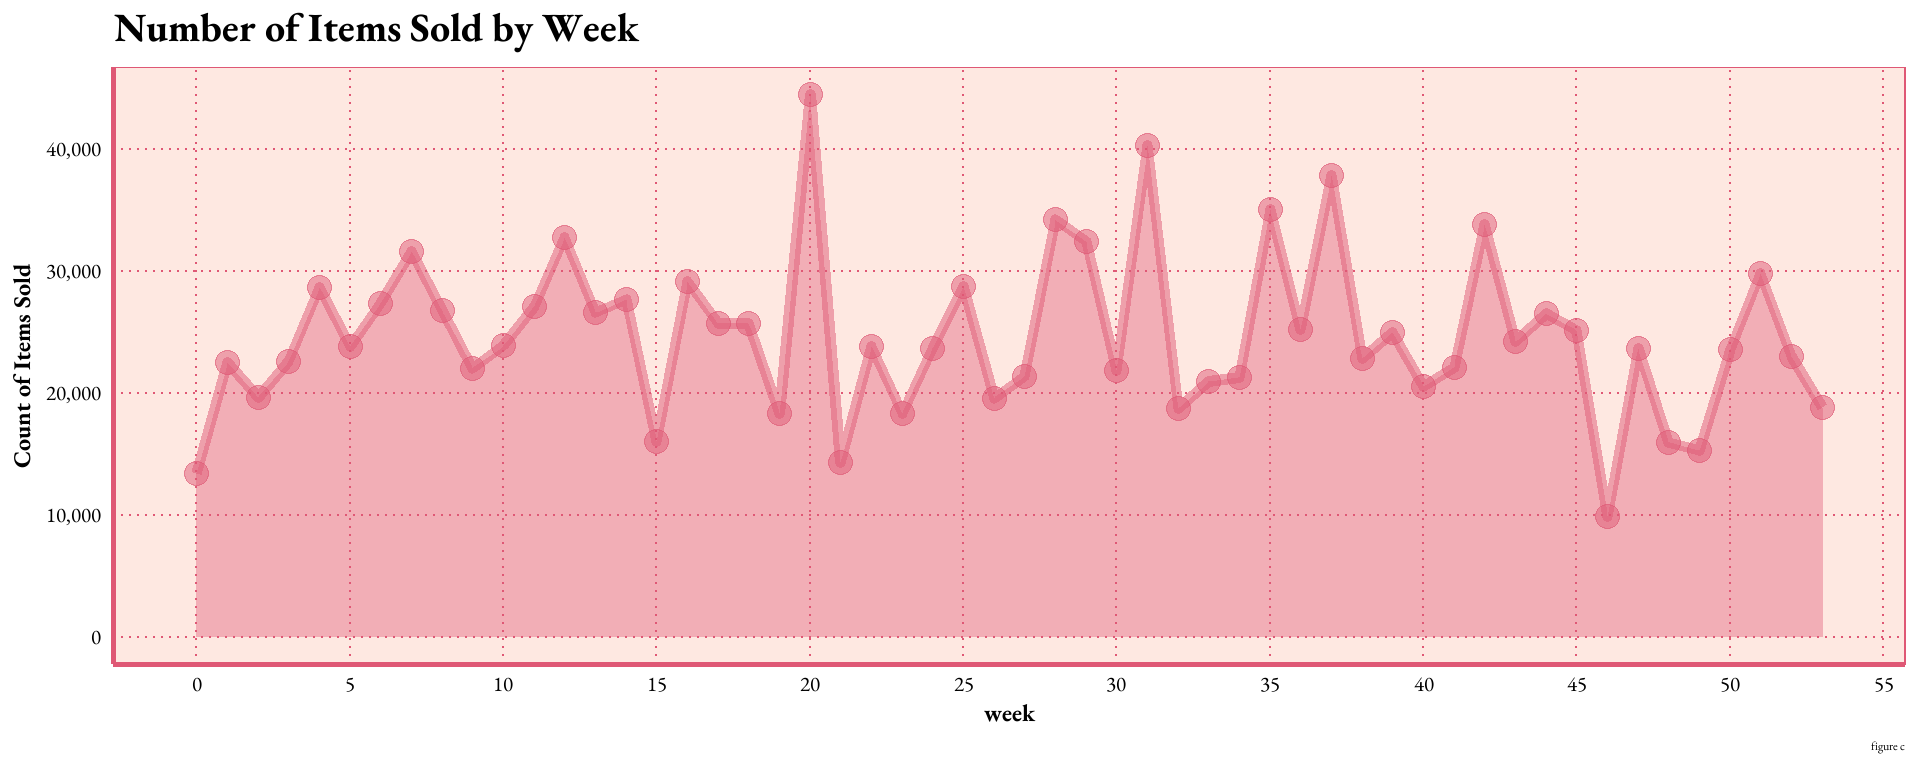 Number of Items Sold by Week
Count of Items Sold
40,000
30,000
20,000
10,000
0
0 5 10 15 20 25 30 35 40 45 50 55
week
figure c